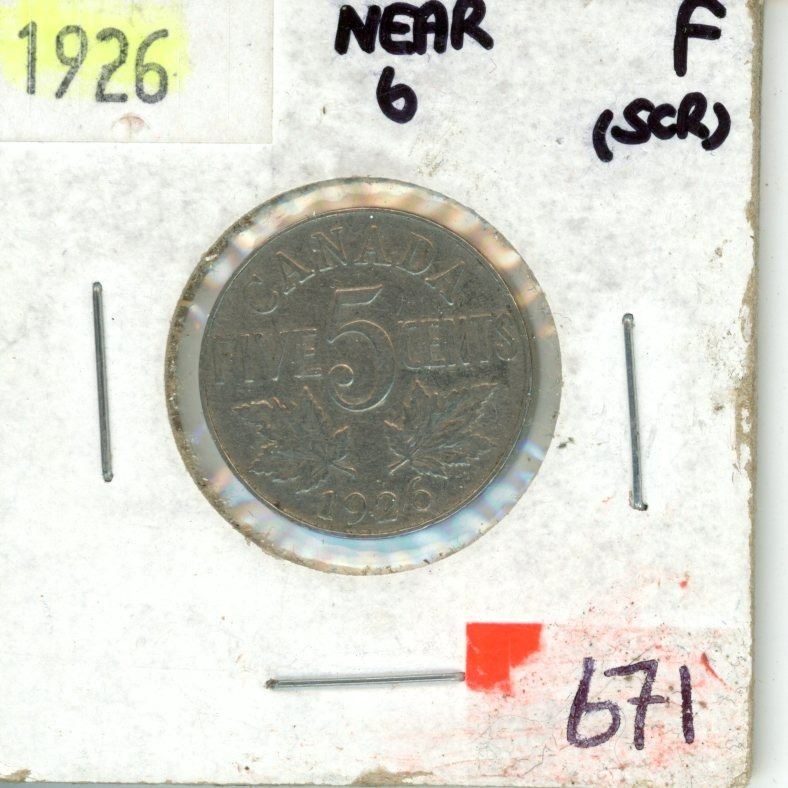 1926
NEAR
6
F
(SCR)
CANADA
FIVE 5 CENTS
1926
671